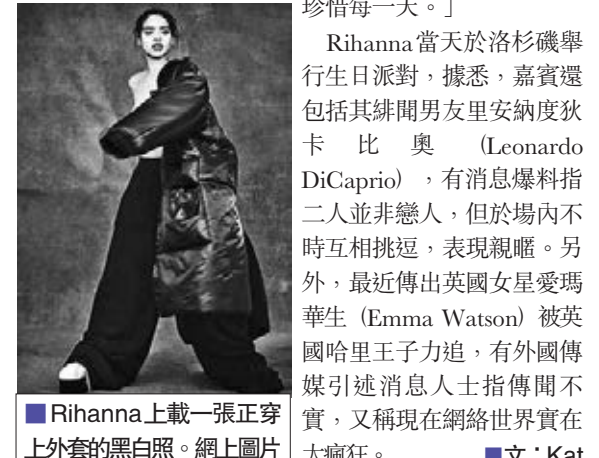 珍惜每一天。」
Rihanna當天於洛杉磯舉
行生日派對,據悉,嘉賓還
包括其緋聞男友里安納度狄
卡比奧 (Leonardo
DiCaprio) ,有消息爆料指
二人並非戀人,但於場內不
時互相挑逗,表現親暱。另
外,最近傳出英國女星愛瑪
華生 (Emma Watson) 被英
國哈里王子力追,有外國傳
媒引述消息人士指傳聞不
實,又稱現在網絡世界實在
太瘋狂。 ■文:Kat
■Rihanna上載一張正穿
上外套的黑白照。網上圖片